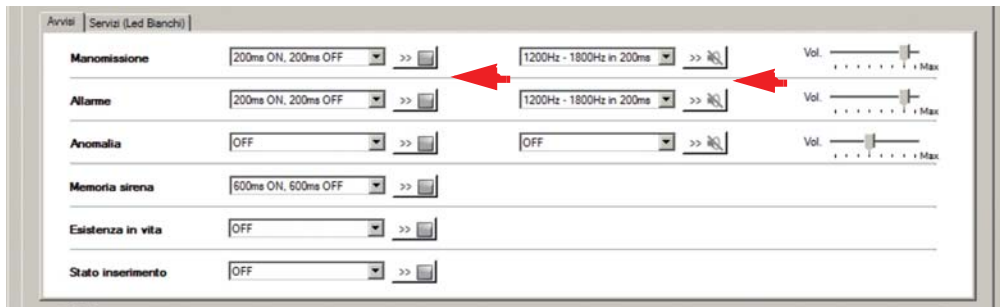 Avvisi Servizi (Led Bianchi)
Manomissione 200ms ON, 200ms OFF >> 1200Hz - 1800Hz in 200ms >> Vol. Max
Allarme 200ms ON, 200ms OFF >> 1200Hz - 1800Hz in 200ms >> Vol. Max
Anomalia OFF >> OFF >> Vol. Max
Memoria sirena 600ms ON, 600ms OFF >>
Esistenza in vita OFF >>
Stato inserimento OFF >>